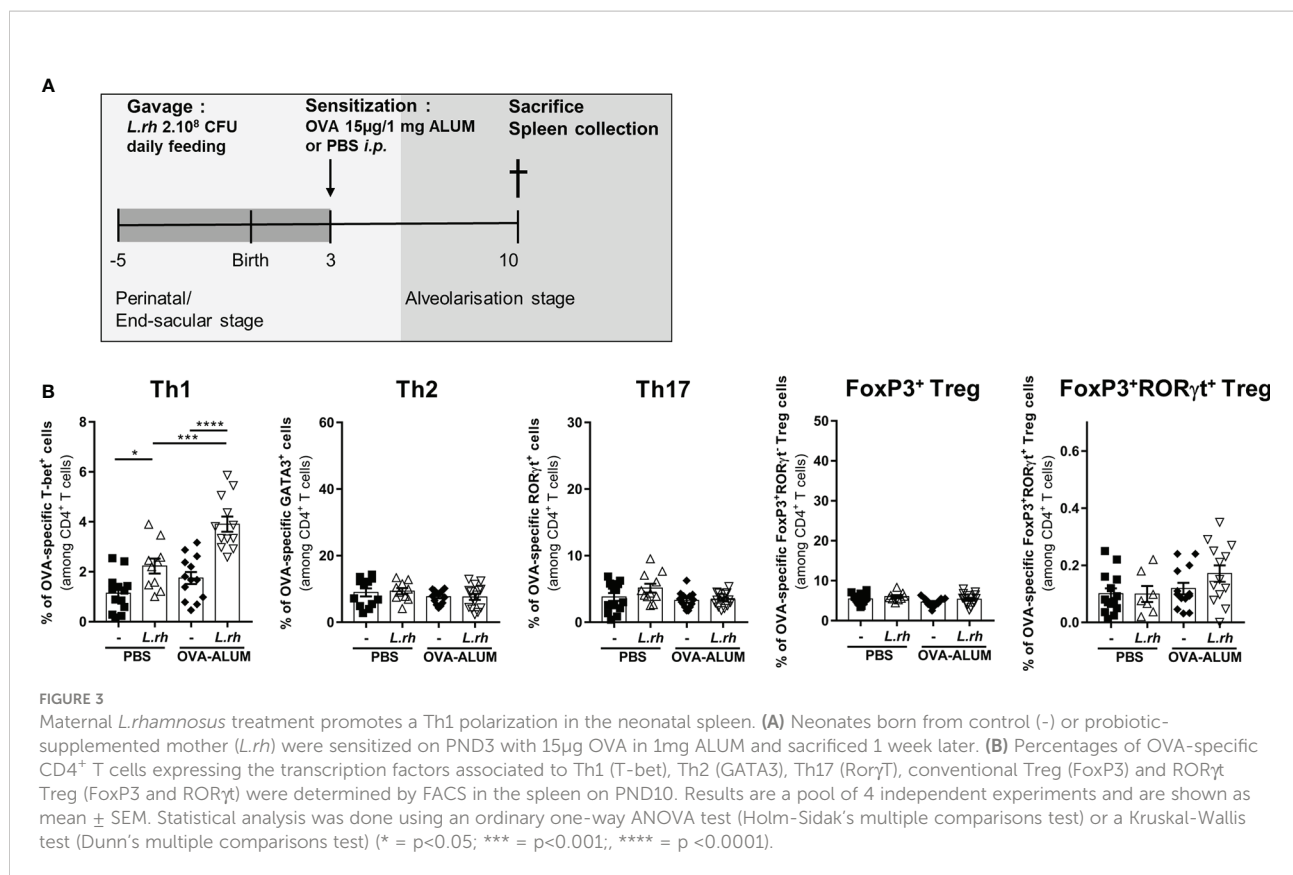 A
Gavage :
L.rh 2.10⁸ CFU
daily feeding
Sensitization :
OVA 15µg/1 mg ALUM
or PBS i.p.
Sacrifice
Spleen collection
-5
Birth
3
10
Perinatal/
End-sacular stage
Alveolarisation stage
B
Th1
% of OVA-specific T-bet⁺ cells
(among CD4⁺ T cells)
8
6
4
2
0
*
***
****
-
L.rh
-
L.rh
PBS
OVA-ALUM
Th2
% of OVA-specific GATA3⁺ cells
(among CD4⁺ T cells)
60
40
20
0
-
L.rh
-
L.rh
PBS
OVA-ALUM
Th17
% of OVA-specific RORγt⁺ cells
(among CD4⁺ T cells)
30
20
10
0
-
L.rh
-
L.rh
PBS
OVA-ALUM
FoxP3⁺ Treg
% of OVA-specific FoxP3⁺RORγt⁻ Treg cells
(among CD4⁺ T cells)
50
40
30
20
10
0
-
L.rh
-
L.rh
PBS
OVA-ALUM
FoxP3⁺RORγt⁺ Treg
% of OVA-specific FoxP3⁺RORγt⁺ Treg cells
(among CD4⁺ T cells)
0.6
0.4
0.2
0.0
-
L.rh
-
L.rh
PBS
OVA-ALUM
FIGURE 3
Maternal L.rhamnosus treatment promotes a Th1 polarization in the neonatal spleen. (A) Neonates born from control (-) or probiotic-
supplemented mother (L.rh) were sensitized on PND3 with 15µg OVA in 1mg ALUM and sacrificed 1 week later. (B) Percentages of OVA-specific
CD4⁺ T cells expressing the transcription factors associated to Th1 (T-bet), Th2 (GATA3), Th17 (RorγT), conventional Treg (FoxP3) and RORγt
Treg (FoxP3 and RORγt) were determined by FACS in the spleen on PND10. Results are a pool of 4 independent experiments and are shown as
mean ± SEM. Statistical analysis was done using an ordinary one-way ANOVA test (Holm-Sidak's multiple comparisons test) or a Kruskal-Wallis
test (Dunn's multiple comparisons test) (* = p<0.05; *** = p<0.001;, **** = p <0.0001).